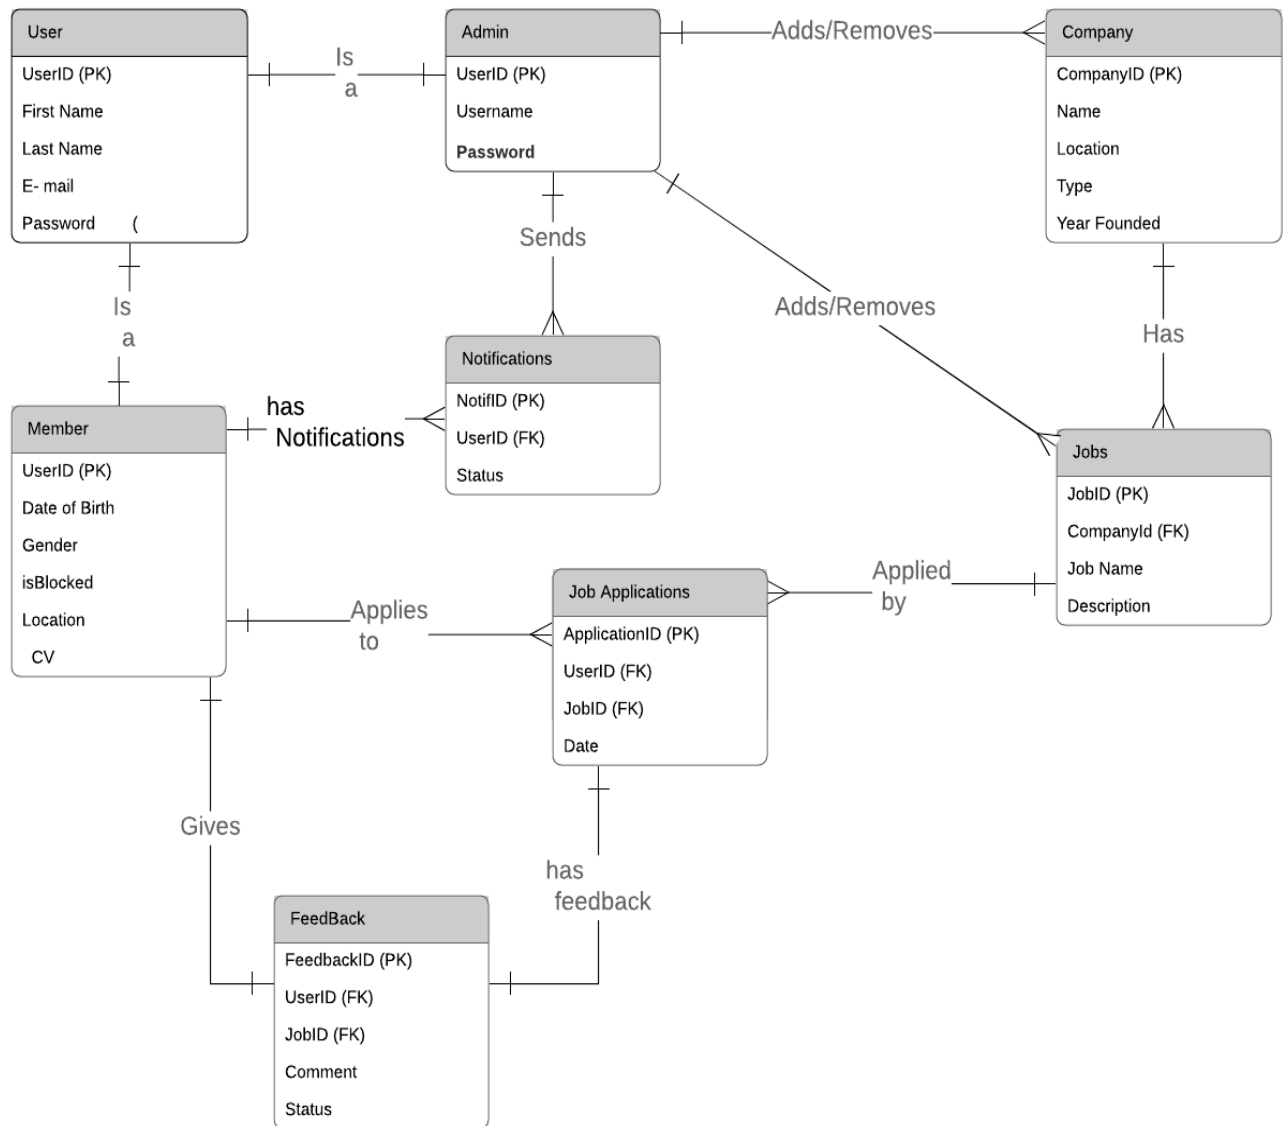 User
UserID (PK)
First Name
Last Name
E- mail
Password (
Is
a
Admin
UserID (PK)
Username
Password
Adds/Removes
Company
CompanyID (PK)
Name
Location
Type
Year Founded
Sends
Adds/Removes
Has
Is
a
Notifications
NotifID (PK)
UserID (FK)
Status
has
Notifications
Member
UserID (PK)
Date of Birth
Gender
isBlocked
Location
CV
Jobs
JobID (PK)
CompanyId (FK)
Job Name
Description
Applies
to
Job Applications
ApplicationID (PK)
UserID (FK)
JobID (FK)
Date
Applied
by
Gives
has
feedback
FeedBack
FeedbackID (PK)
UserID (FK)
JobID (FK)
Comment
Status